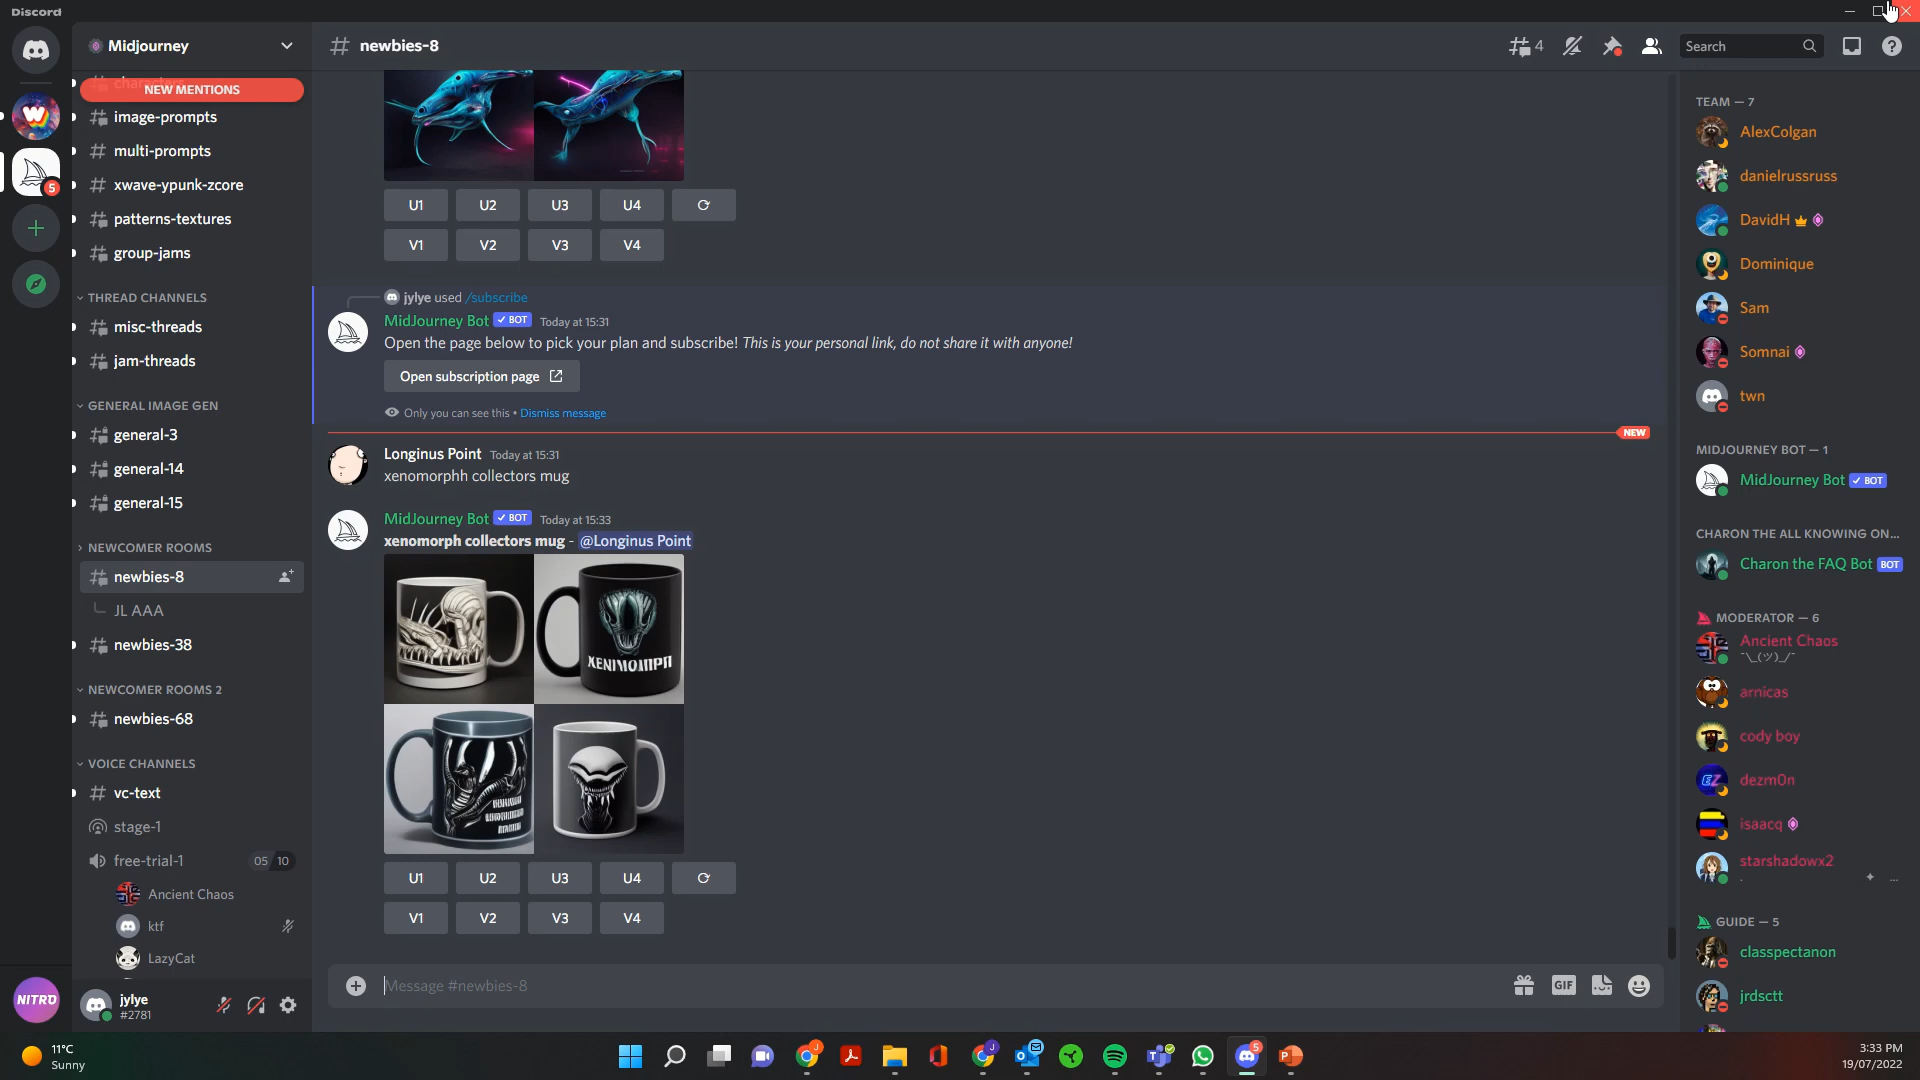 Discord
Midjourney
characters
NEW MENTIONS
image-prompts
multi-prompts
xwave-ypunk-zcore
patterns-textures
group-jams
THREAD CHANNELS
misc-threads
jam-threads
GENERAL IMAGE GEN
general-3
general-14
general-15
NEWCOMER ROOMS
newbies-8
JL AAA
newbies-38
NEWCOMER ROOMS 2
newbies-68
VOICE CHANNELS
vc-text
stage-1
free-trial-1 05 10
Ancient Chaos
ktf
LazyCat
NITRO
jylye
#2781
5
# newbies-8
4
Search
U1 U2 U3 U4
V1 V2 V3 V4
jylye used /subscribe
MidJourney Bot ✓ BOT Today at 15:31
Open the page below to pick your plan and subscribe! This is your personal link, do not share it with anyone!
Open subscription page
Only you can see this • Dismiss message
NEW
Longinus Point Today at 15:31
xenomorphh collectors mug
MidJourney Bot ✓ BOT Today at 15:33
xenomorph collectors mug - @Longinus Point
U1 U2 U3 U4
V1 V2 V3 V4
Message #newbies-8
GIF
TEAM — 7
AlexColgan
danielrussruss
DavidH
Dominique
Sam
Somnai
twn
MIDJOURNEY BOT — 1
MidJourney Bot ✓ BOT
CHARON THE ALL KNOWING ON...
Charon the FAQ Bot BOT
MODERATOR — 6
Ancient Chaos
¯\_(ツ)_/¯
arnicas
cody boy
dezm0n
isaacq
starshadowx2
. ✦ ...
GUIDE — 5
classpectanon
jrdsctt
11°C
Sunny
3:33 PM
19/07/2022